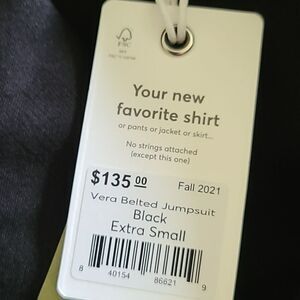 FSC
Your new
favorite shirt
or pants or jacket or skirt...
No strings attached
(except this one)
$135.00
Fall 2021
Vera Belted Jumpsuit
Black
Extra Small
8 40154 86621 9